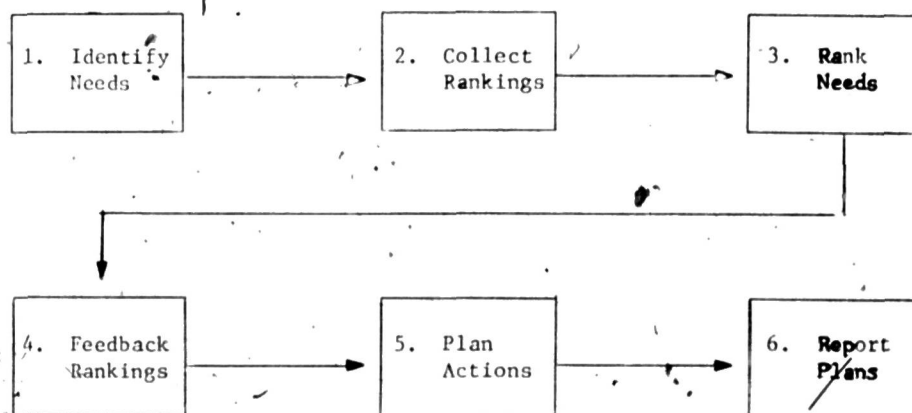 1. Identify
Needs
2. Collect
Rankings
3. Rank
Needs
4. Feedback
Rankings
5. Plan
Actions
6. Report
Plans